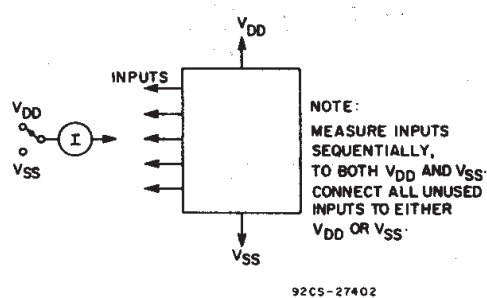 VDD
INPUTS
VDD
I
VSS
NOTE:
MEASURE INPUTS
SEQUENTIALLY,
TO BOTH VDD AND VSS.
CONNECT ALL UNUSED
INPUTS TO EITHER
VDD OR VSS.
VSS
92CS-27402